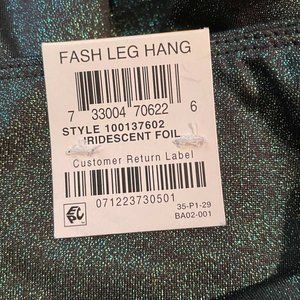 FASH LEG HANG
7 33004 70622 6
STYLE 100137602
IRIDESCENT FOIL
Customer Return Label
071223730501
35-P1-29
BA02-001